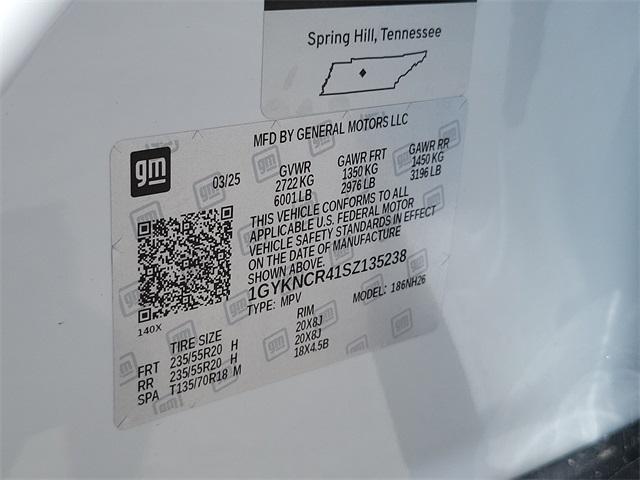 Spring Hill, Tennessee
MFD BY GENERAL MOTORS LLC
gm
03/25
GVWR GAWR FRT GAWR RR
2722 KG 1350 KG 1450 KG
6001 LB 2976 LB 3196 LB
THIS VEHICLE CONFORMS TO ALL
APPLICABLE U.S. FEDERAL MOTOR
VEHICLE SAFETY STANDARDS IN EFFECT
ON THE DATE OF MANUFACTURE
SHOWN ABOVE.
1GYKNCR41SZ135238
TYPE: MPV MODEL: 186NH26
140X
TIRE SIZE RIM
FRT 235/55R20 H 20X8J
RR 235/55R20 H 20X8J
SPA T135/70R18 M 18X4.5B